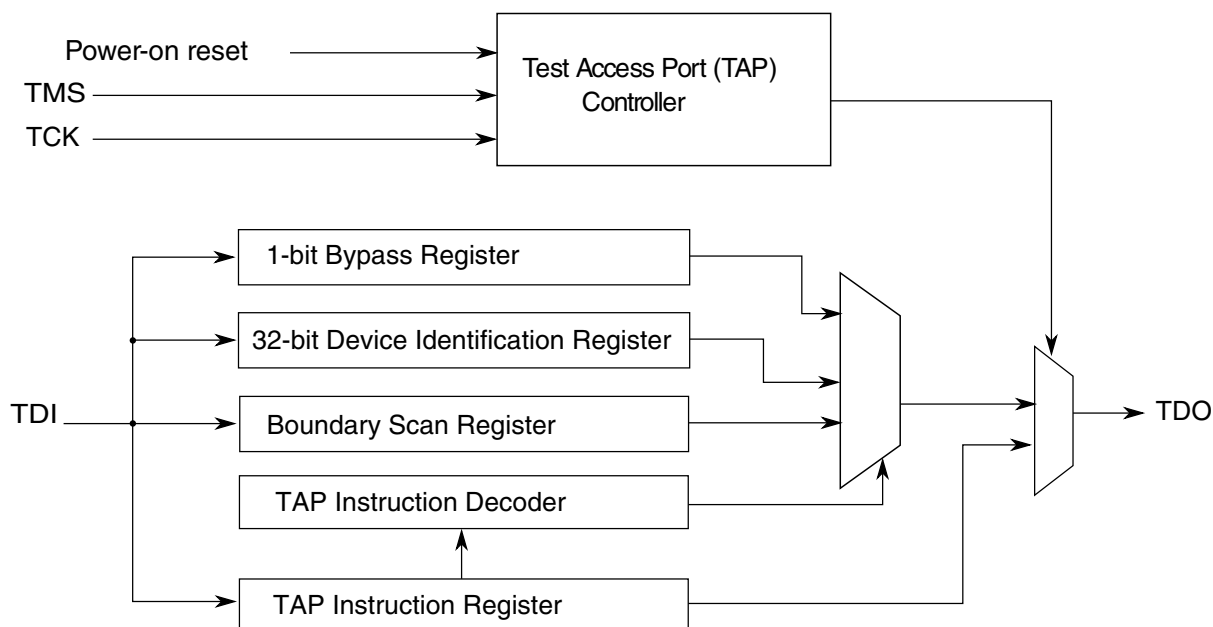 Power-on reset
TMS
TCK
Test Access Port (TAP)
Controller
1-bit Bypass Register
32-bit Device Identification Register
TDI
Boundary Scan Register
TDO
TAP Instruction Decoder
TAP Instruction Register